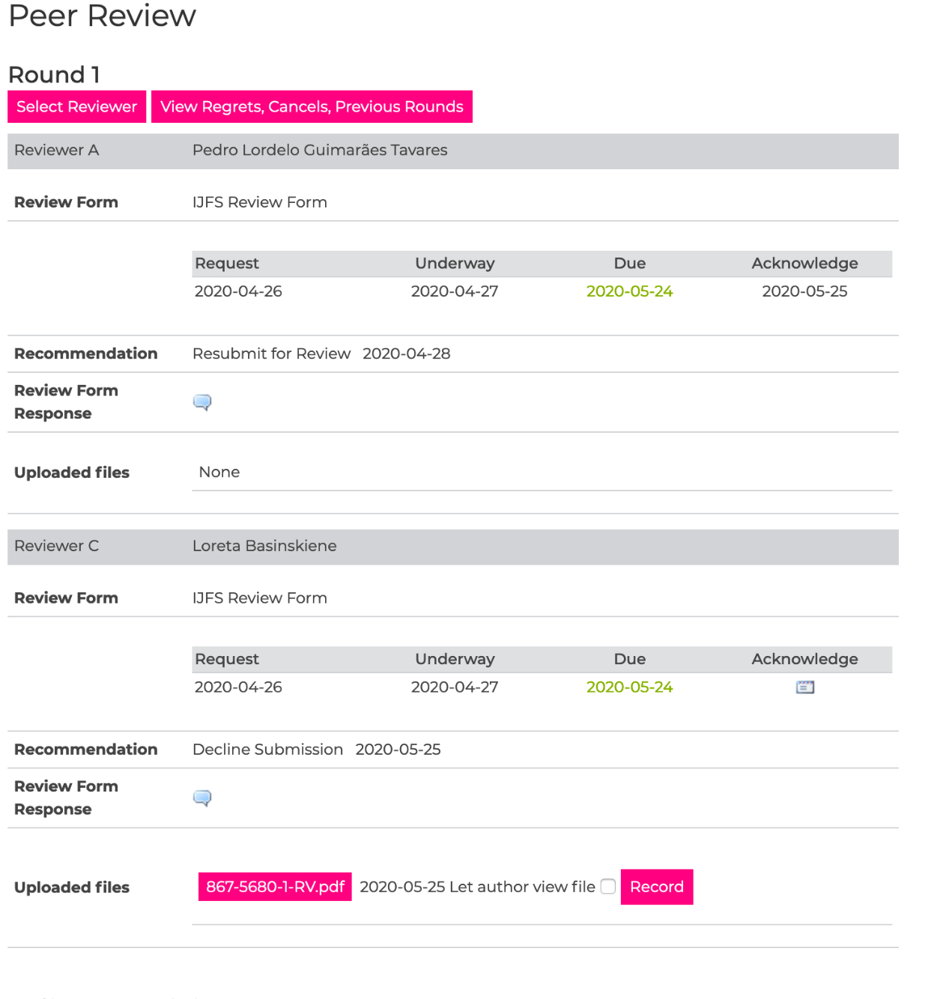 Peer Review
Round 1
Select Reviewer View Regrets, Cancels, Previous Rounds
Reviewer A Pedro Lordelo Guimarães Tavares
Review Form IJFS Review Form
Request Underway Due Acknowledge
2020-04-26 2020-04-27 2020-05-24 2020-05-25
Recommendation Resubmit for Review 2020-04-28
Review Form
Response
Uploaded files None
Reviewer C Loreta Basinskiene
Review Form IJFS Review Form
Request Underway Due Acknowledge
2020-04-26 2020-04-27 2020-05-24
Recommendation Decline Submission 2020-05-25
Review Form
Response
Uploaded files 867-5680-1-RV.pdf 2020-05-25 Let author view file Record